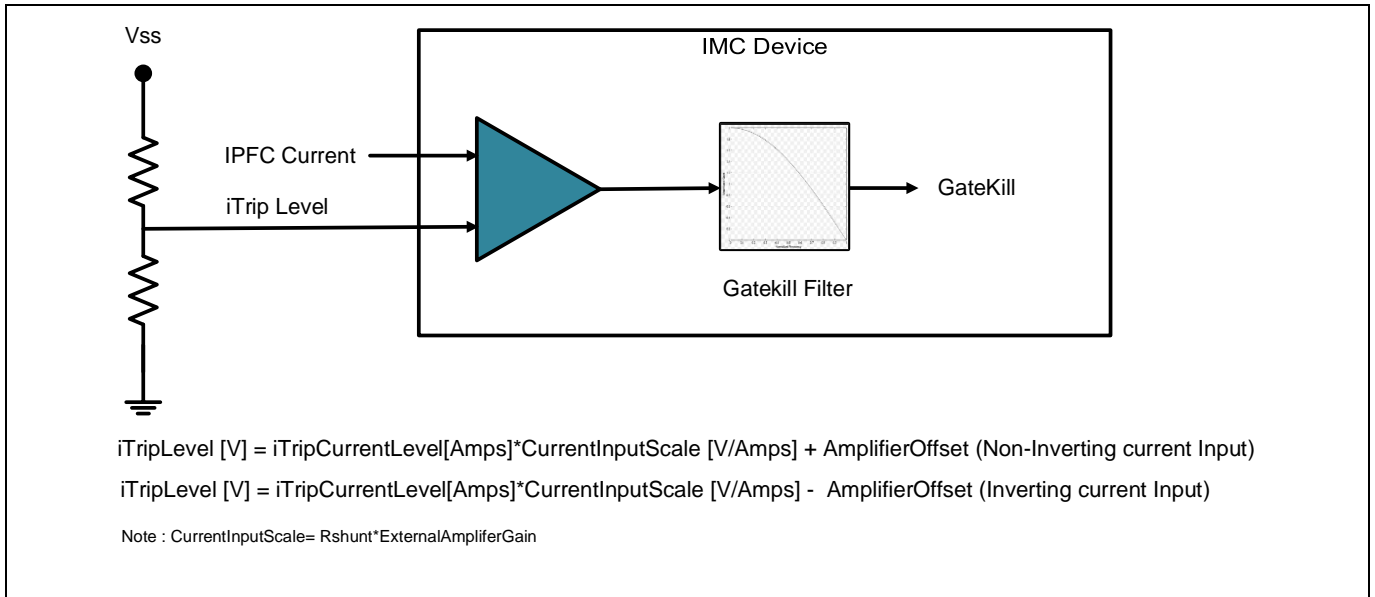 Vss
IMC Device
IPFC Current
iTrip Level
GateKill
Gatekill Filter
iTripLevel [V] = iTripCurrentLevel[Amps]*CurrentInputScale [V/Amps] + AmplifierOffset (Non-Inverting current Input)
iTripLevel [V] = iTripCurrentLevel[Amps]*CurrentInputScale [V/Amps] - AmplifierOffset (Inverting current Input)
Note : CurrentInputScale= Rshunt*ExternalAmpliferGain